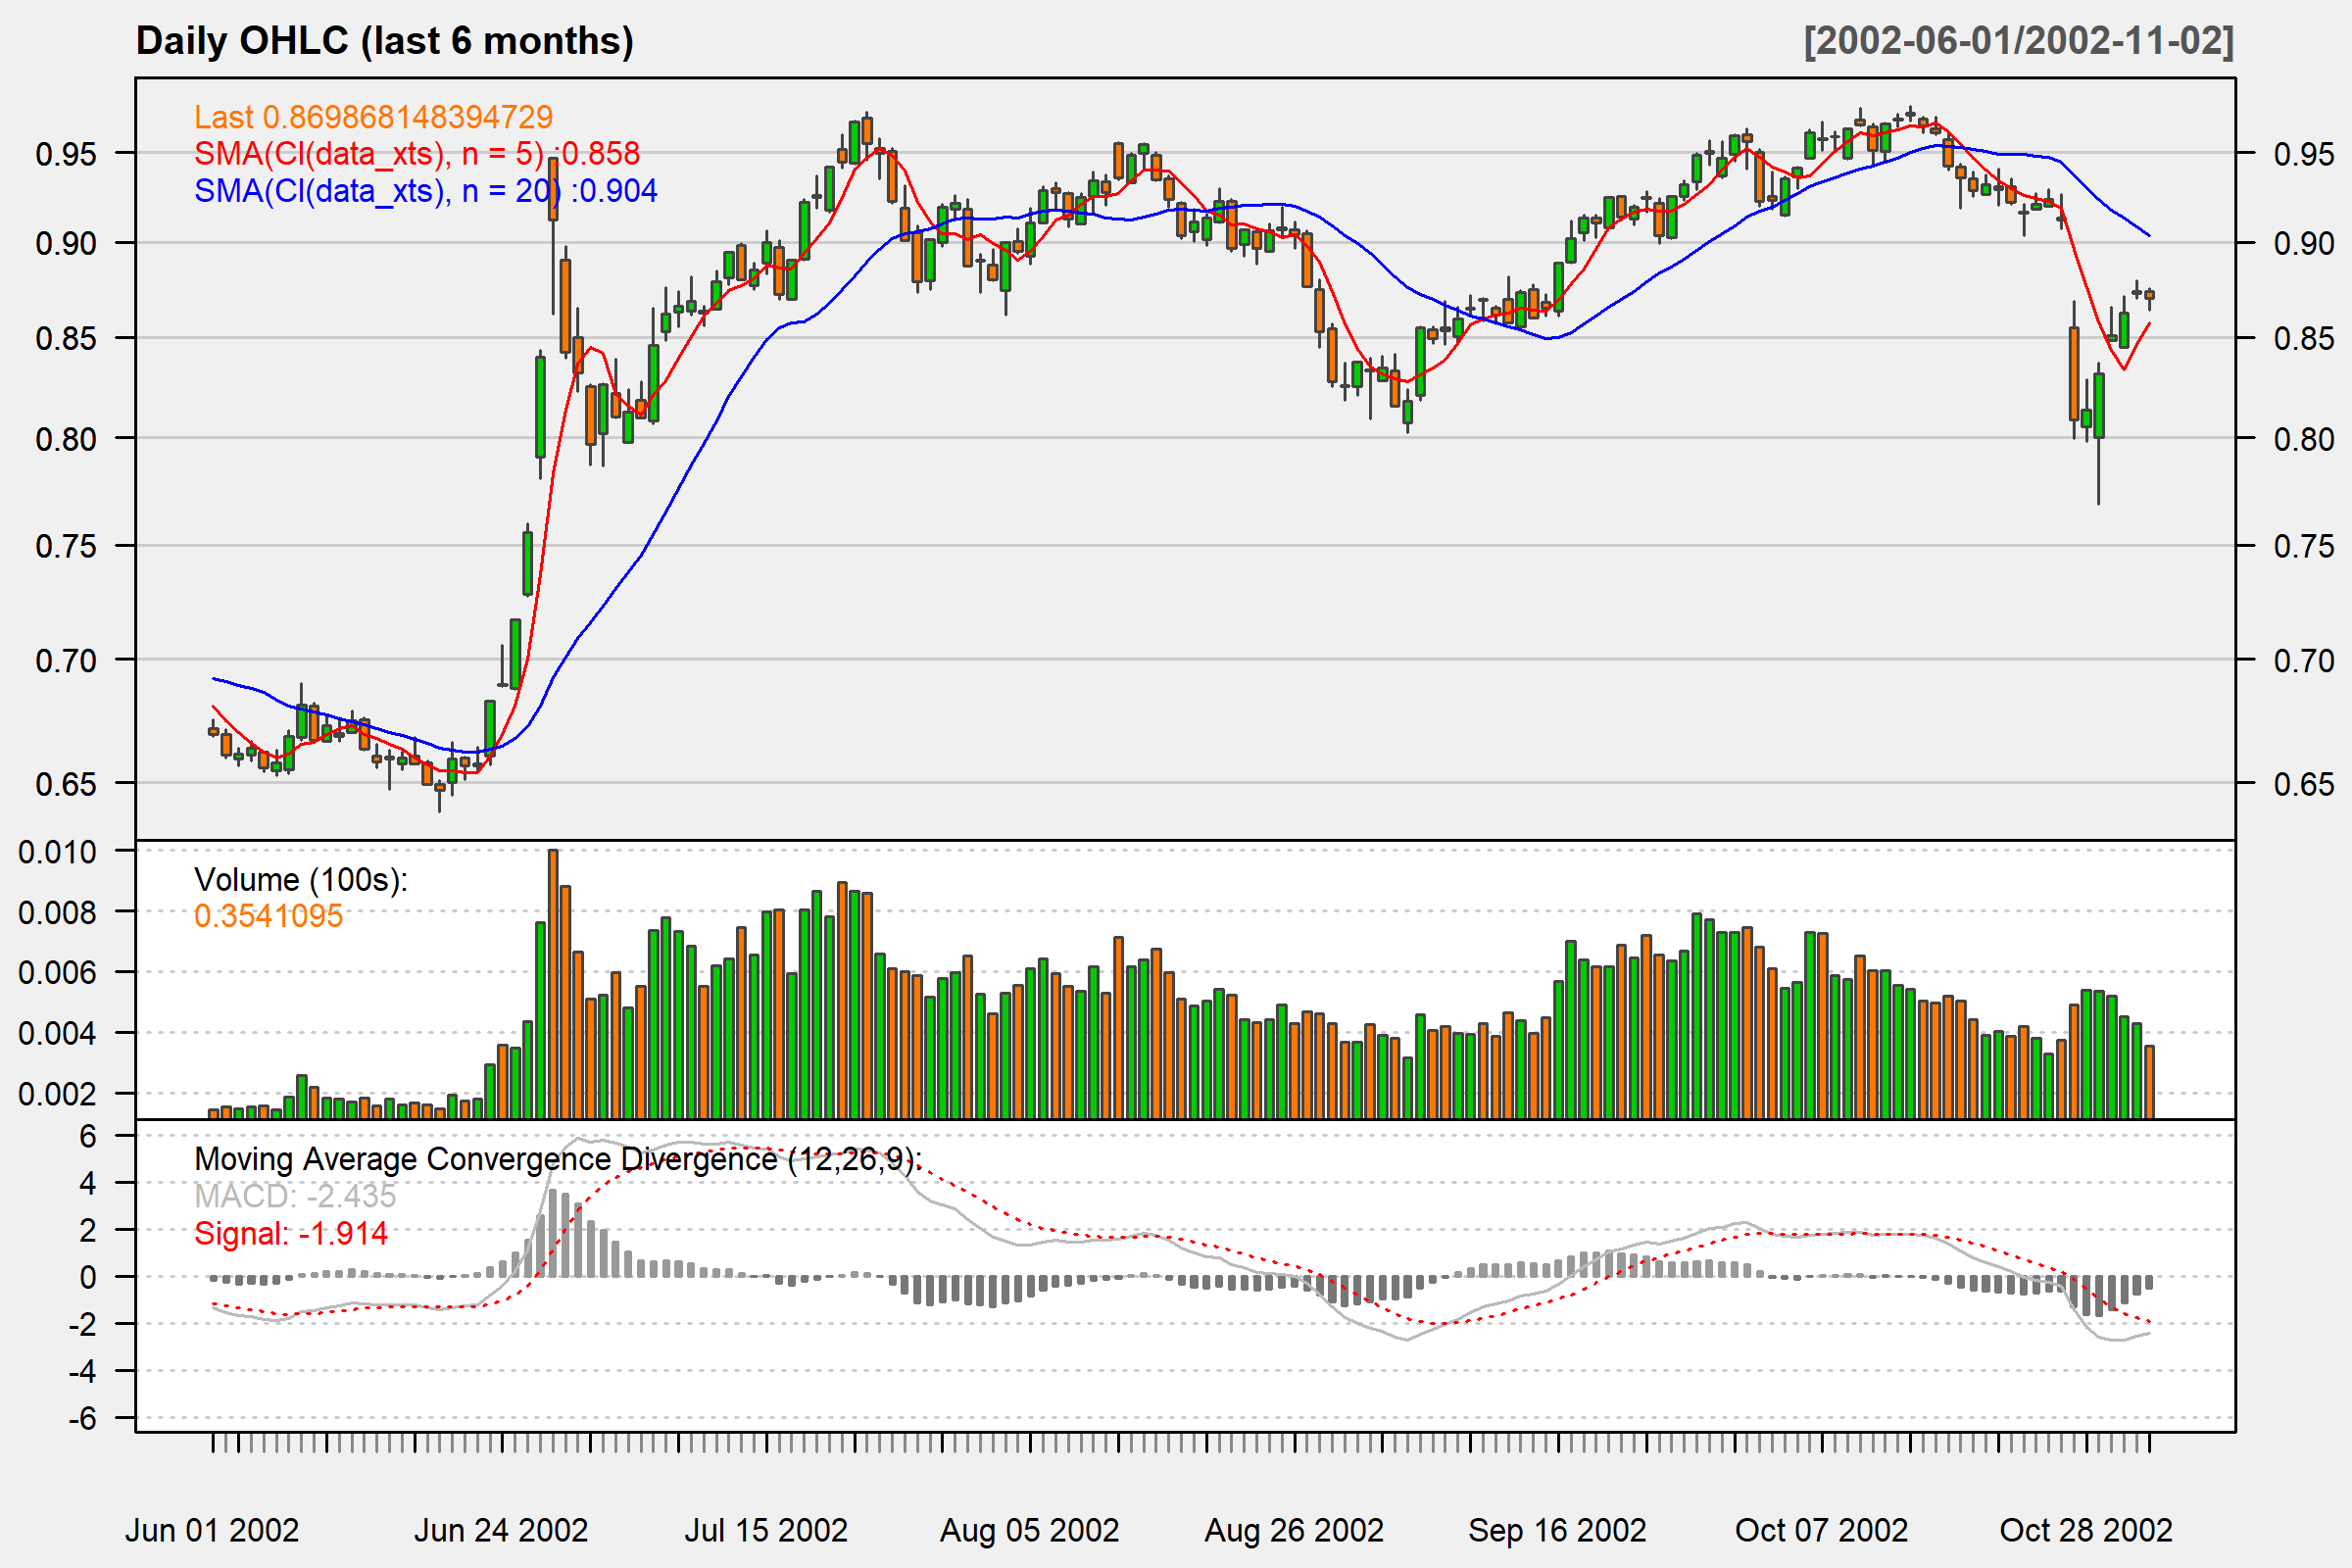 Daily OHLC (last 6 months) [2002-06-01/2002-11-02]
Last 0.869868148394729
SMA(Cl(data_xts), n = 5) :0.858
SMA(Cl(data_xts), n = 20) :0.904
0.95 0.95
0.90 0.90
0.85 0.85
0.80 0.80
0.75 0.75
0.70 0.70
0.65 0.65
0.010
Volume (100s):
0.3541095
0.008
0.006
0.004
0.002
6
Moving Average Convergence Divergence (12,26,9):
MACD: -2.435
Signal: -1.914
4
2
0
-2
-4
-6
Jun 01 2002 Jun 24 2002 Jul 15 2002 Aug 05 2002 Aug 26 2002 Sep 16 2002 Oct 07 2002 Oct 28 2002